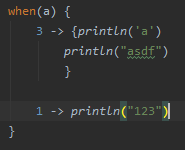 when(a) {
    3 -> {println('a')
        println("asdf")
        }

    1 -> println("123")
}